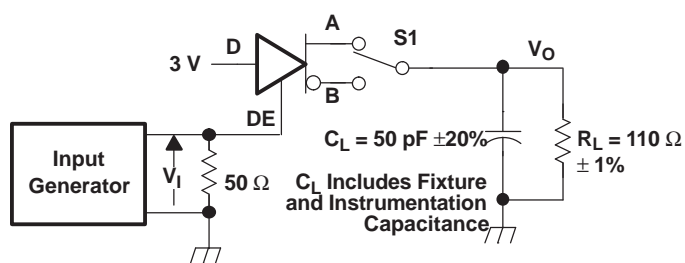 A
S1
D
3 V
VO
B
DE
CL = 50 pF ±20%
RL = 110 Ω
± 1%
Input
Generator
VI
50 Ω
CL Includes Fixture
and Instrumentation
Capacitance